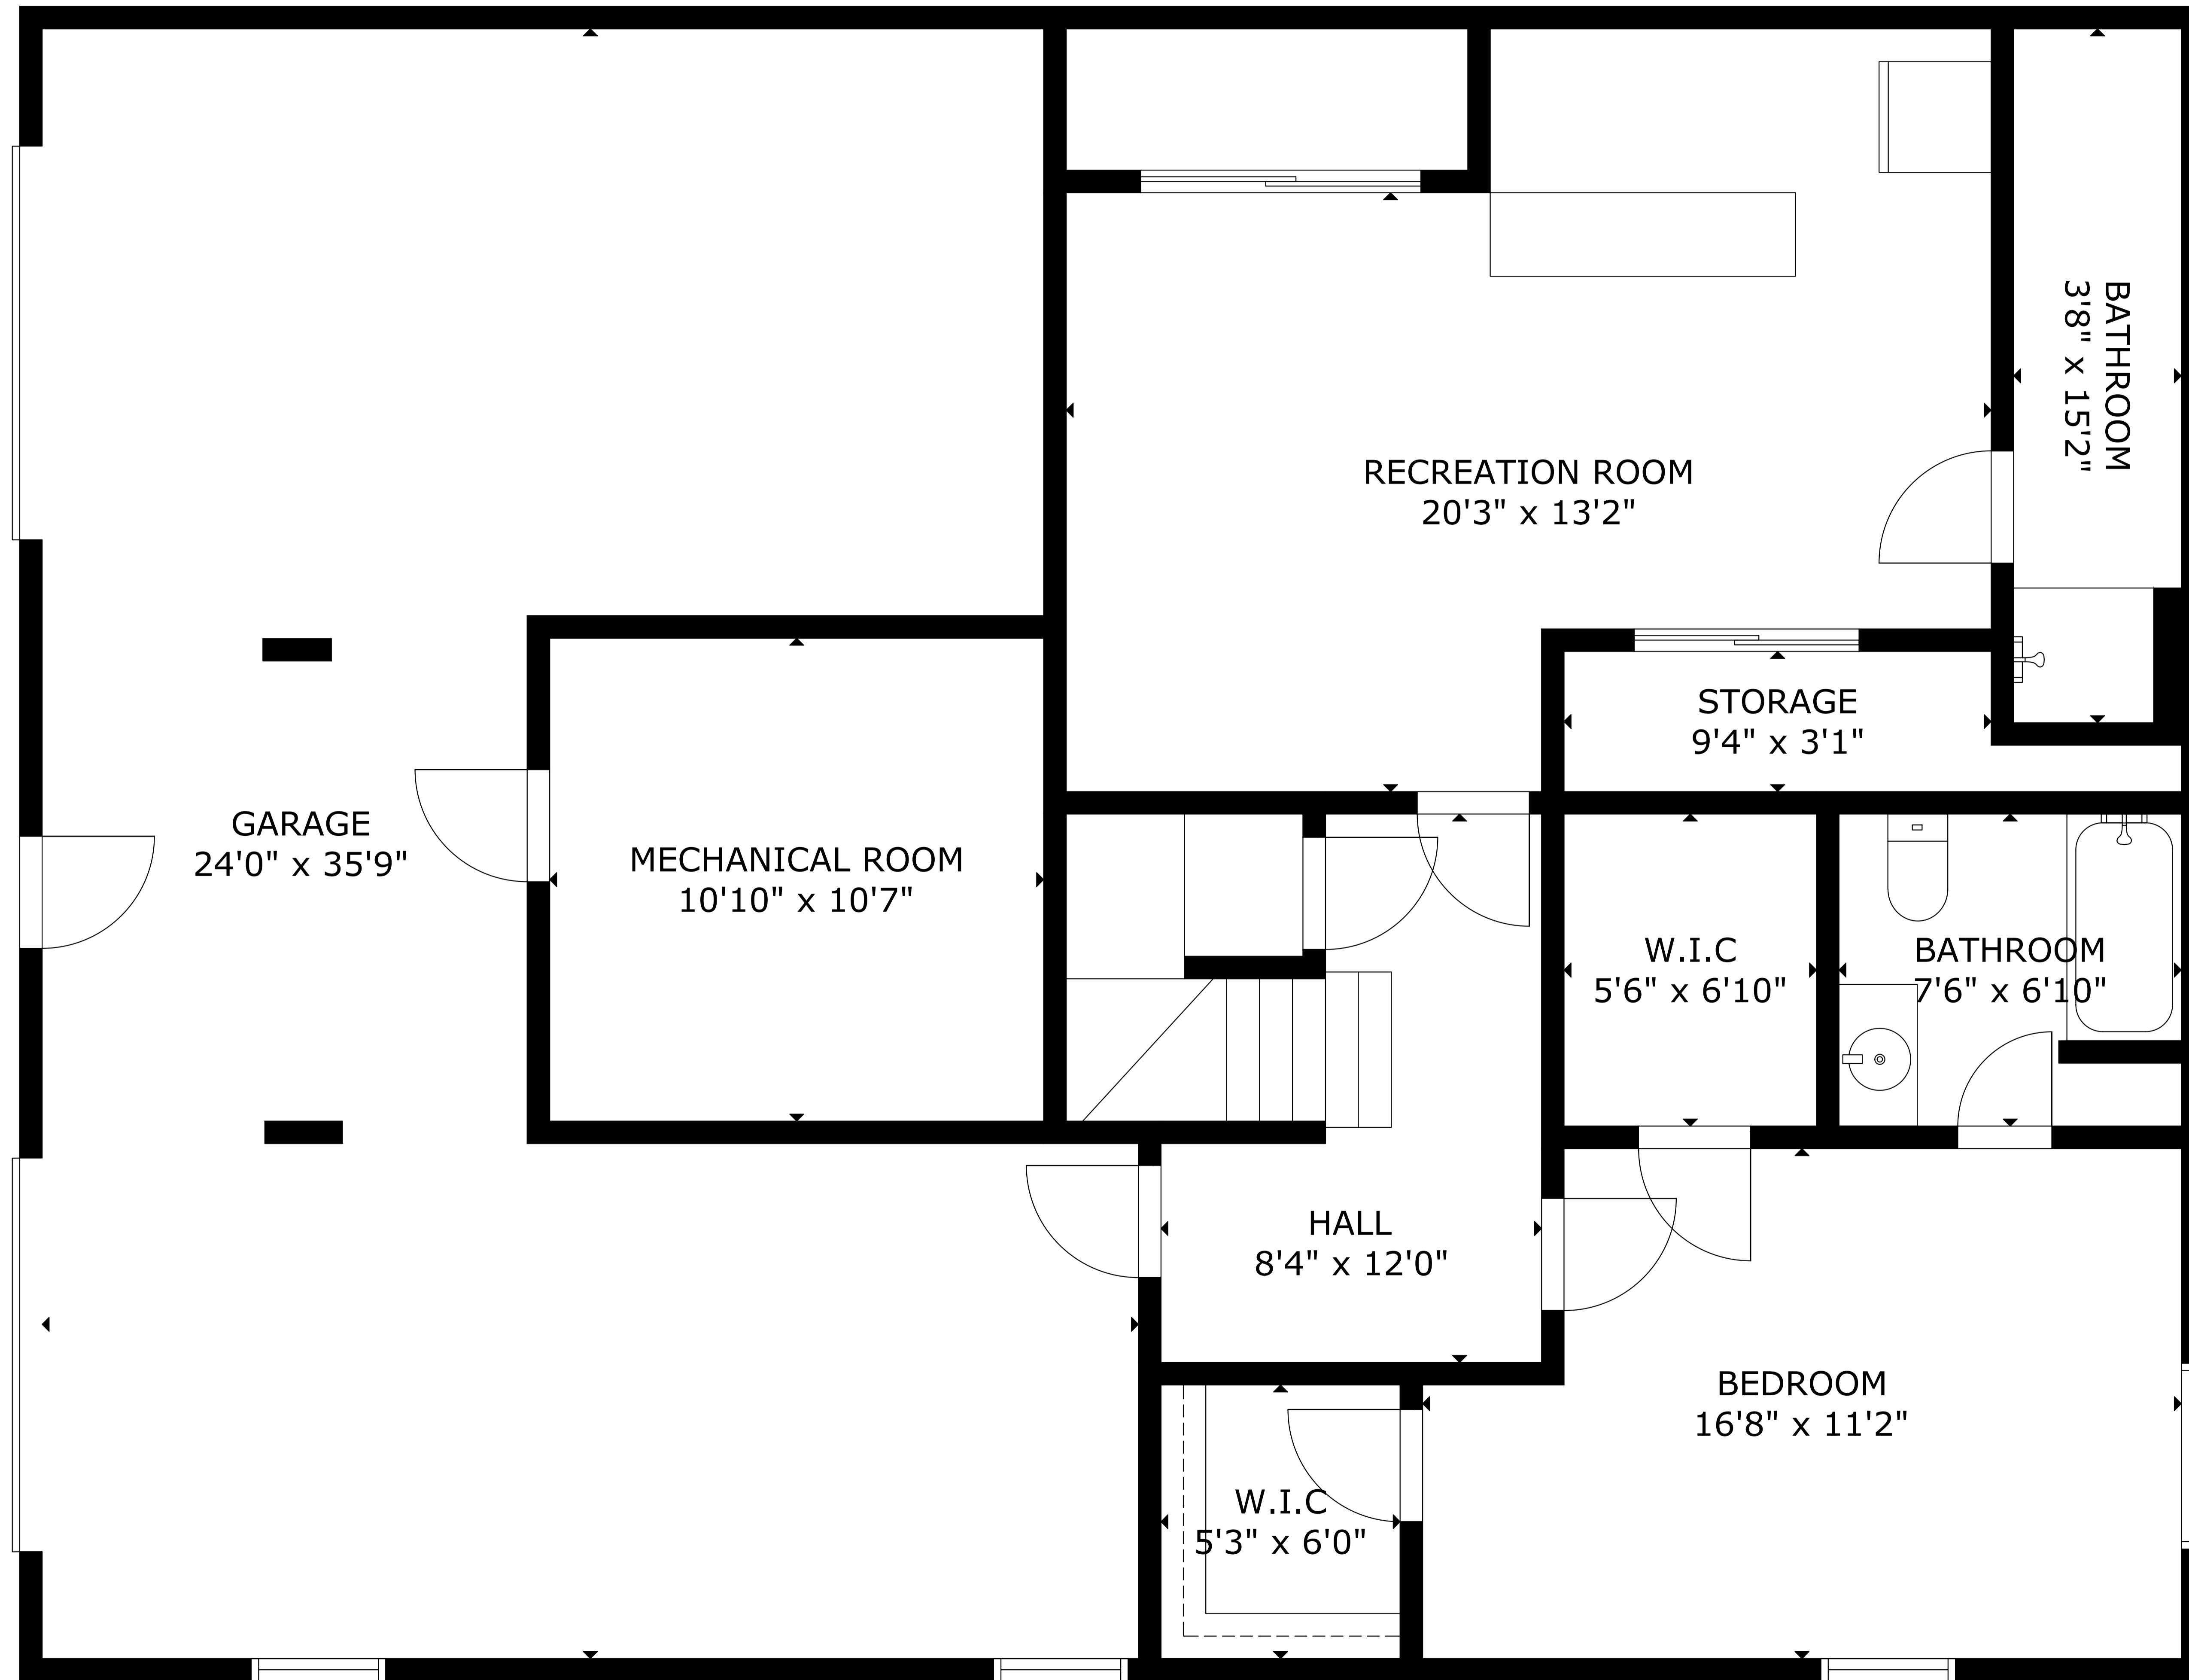 BATHROOM
3'8" x 15'2"
RECREATION ROOM
20'3" x 13'2"
STORAGE
9'4" x 3'1"
GARAGE
24'0" x 35'9"
MECHANICAL ROOM
10'10" x 10'7"
W.I.C
5'6" x 6'10"
BATHROOM
7'6" x 6'10"
HALL
8'4" x 12'0"
BEDROOM
16'8" x 11'2"
W.I.C
5'3" x 6'0"